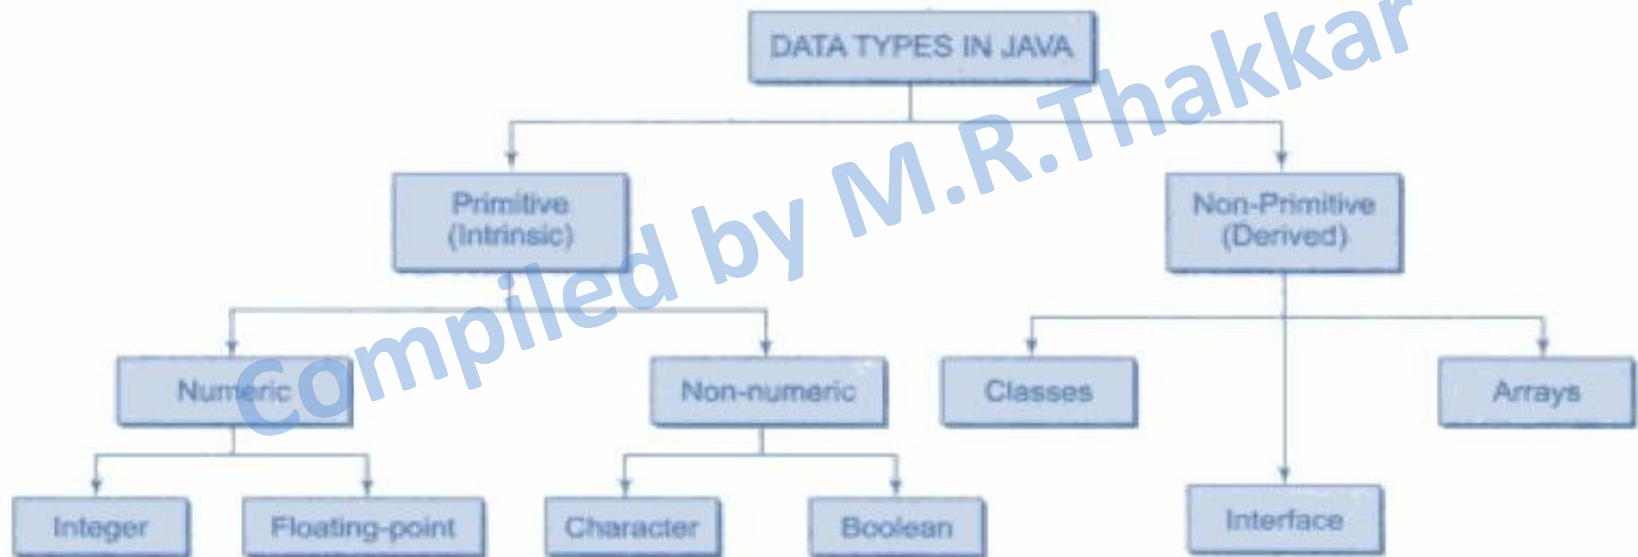 DATA TYPES IN JAVA
Compiled by M.R.Thakkar
Primitive
(Intrinsic)
Non-Primitive
(Derived)
Numeric
Non-numeric
Classes
Arrays
Integer
Floating-point
Character
Boolean
Interface